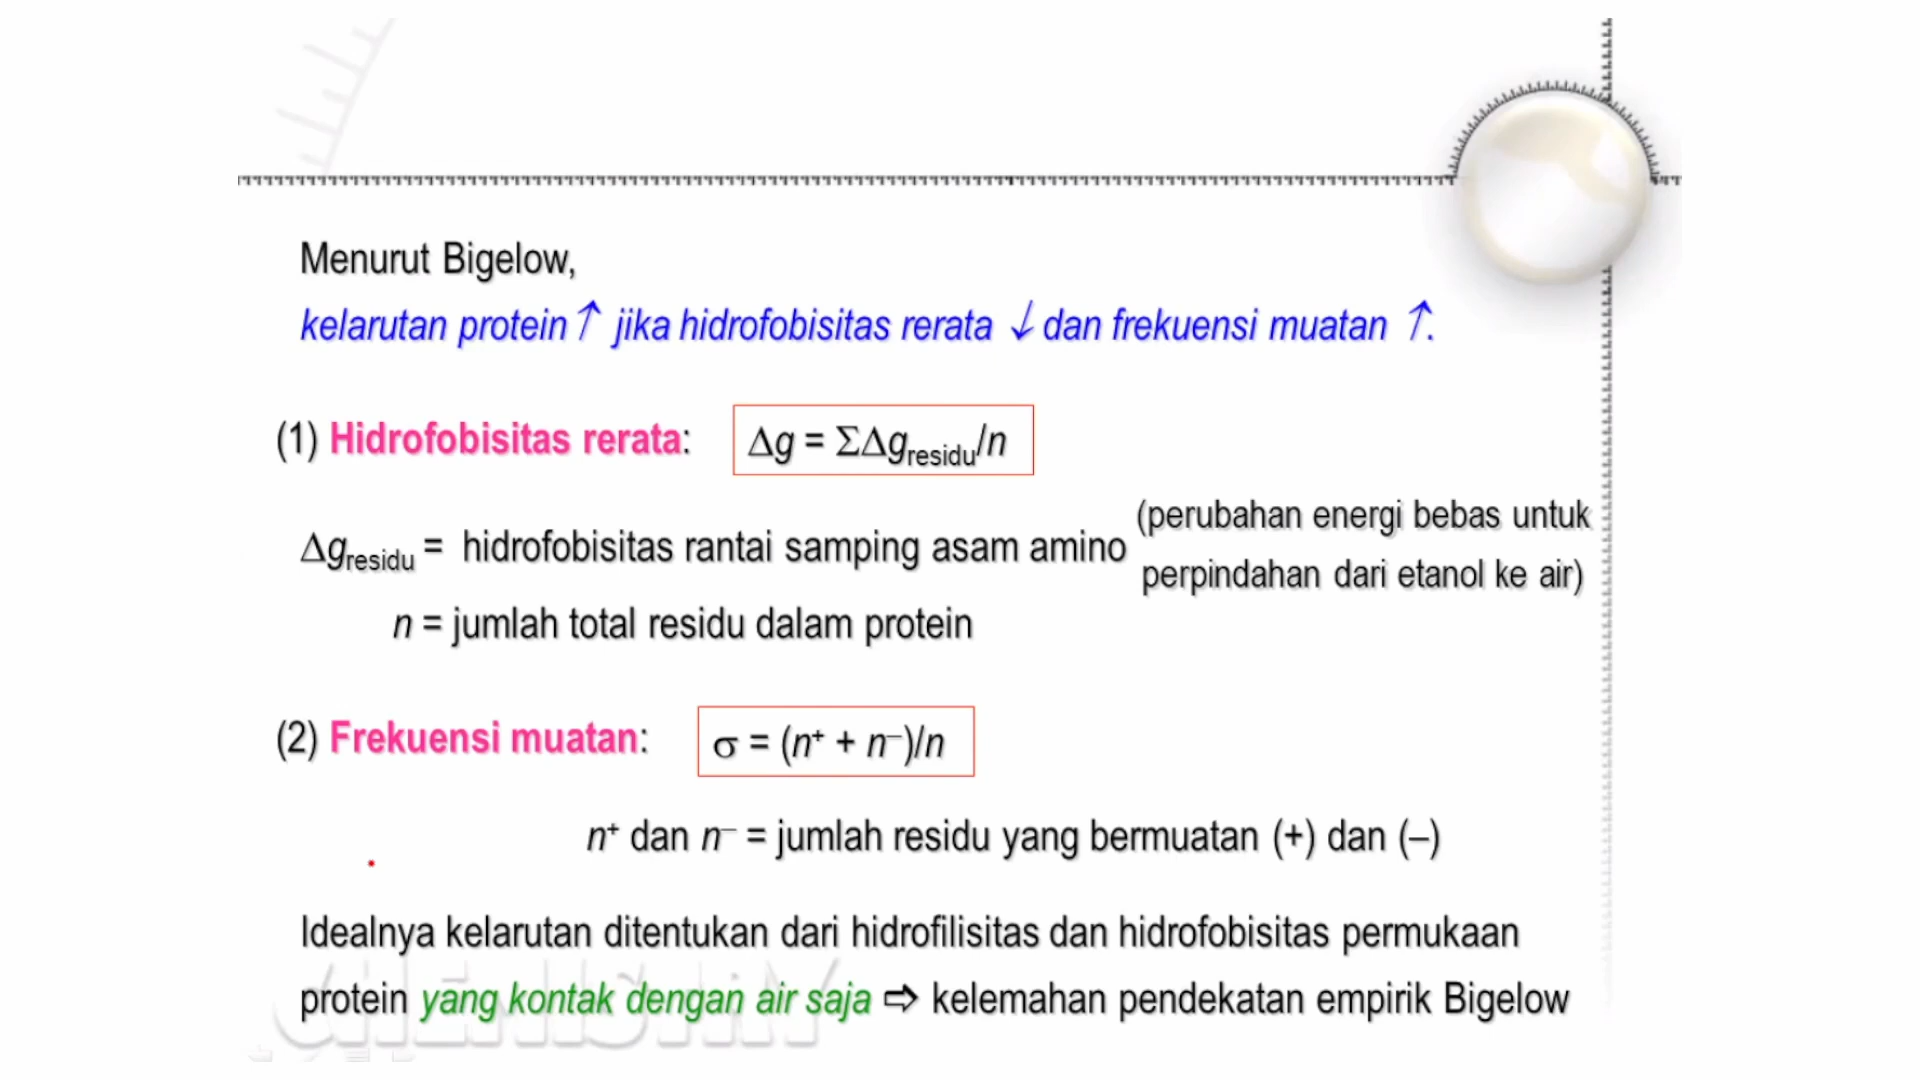 Menurut Bigelow,
kelarutan protein↑ jika hidrofobisitas rerata ↓ dan frekuensi muatan ↑.
(1) Hidrofobisitas rerata: Δg = ΣΔgresidu/n
(perubahan energi bebas untuk
Δgresidu = hidrofobisitas rantai samping asam amino
perpindahan dari etanol ke air)
n = jumlah total residu dalam protein
(2) Frekuensi muatan: σ = (n⁺ + n⁻)/n
n⁺ dan n⁻ = jumlah residu yang bermuatan (+) dan (–)
Idealnya kelarutan ditentukan dari hidrofilisitas dan hidrofobisitas permukaan
protein yang kontak dengan air saja ⇨ kelemahan pendekatan empirik Bigelow
CHEMISTRY